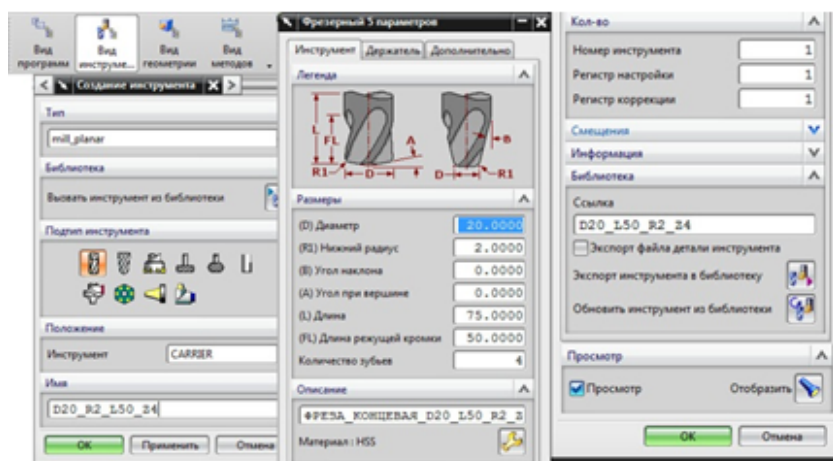 Вид программ
Вид инструме...
Вид геометрии
Вид методов
Создание инструмента
Тип
mill_planar
Библиотека
Вызвать инструмент из библиотеки
Подтип инструмента
Положение
Инструмент CARRIER
Имя
D20_R2_L50_Z4
OK Применить Отмена
Фрезерный 5 параметров
Инструмент Держатель Дополнительно
Легенда
L FL A B
R1 D D R1
Размеры
(D) Диаметр 20.0000
(R1) Нижний радиус 2.0000
(B) Угол наклона 0.0000
(A) Угол при вершине 0.0000
(L) Длина 75.0000
(FL) Длина режущей кромки 50.0000
Количество зубьев 4
Описание
ФРЕЗА_КОНЦЕВАЯ_D20_L50_R2_Z
Материал : HSS
Кол-во
Номер инструмента 1
Регистр настройки 1
Регистр коррекции 1
Смещения
Информация
Библиотека
Ссылка
D20_L50_R2_Z4
Экспорт файла детали инструмента
Экспорт инструмента в библиотеку
Обновить инструмент из библиотеки
Просмотр
Просмотр Отобразить
OK Отмена